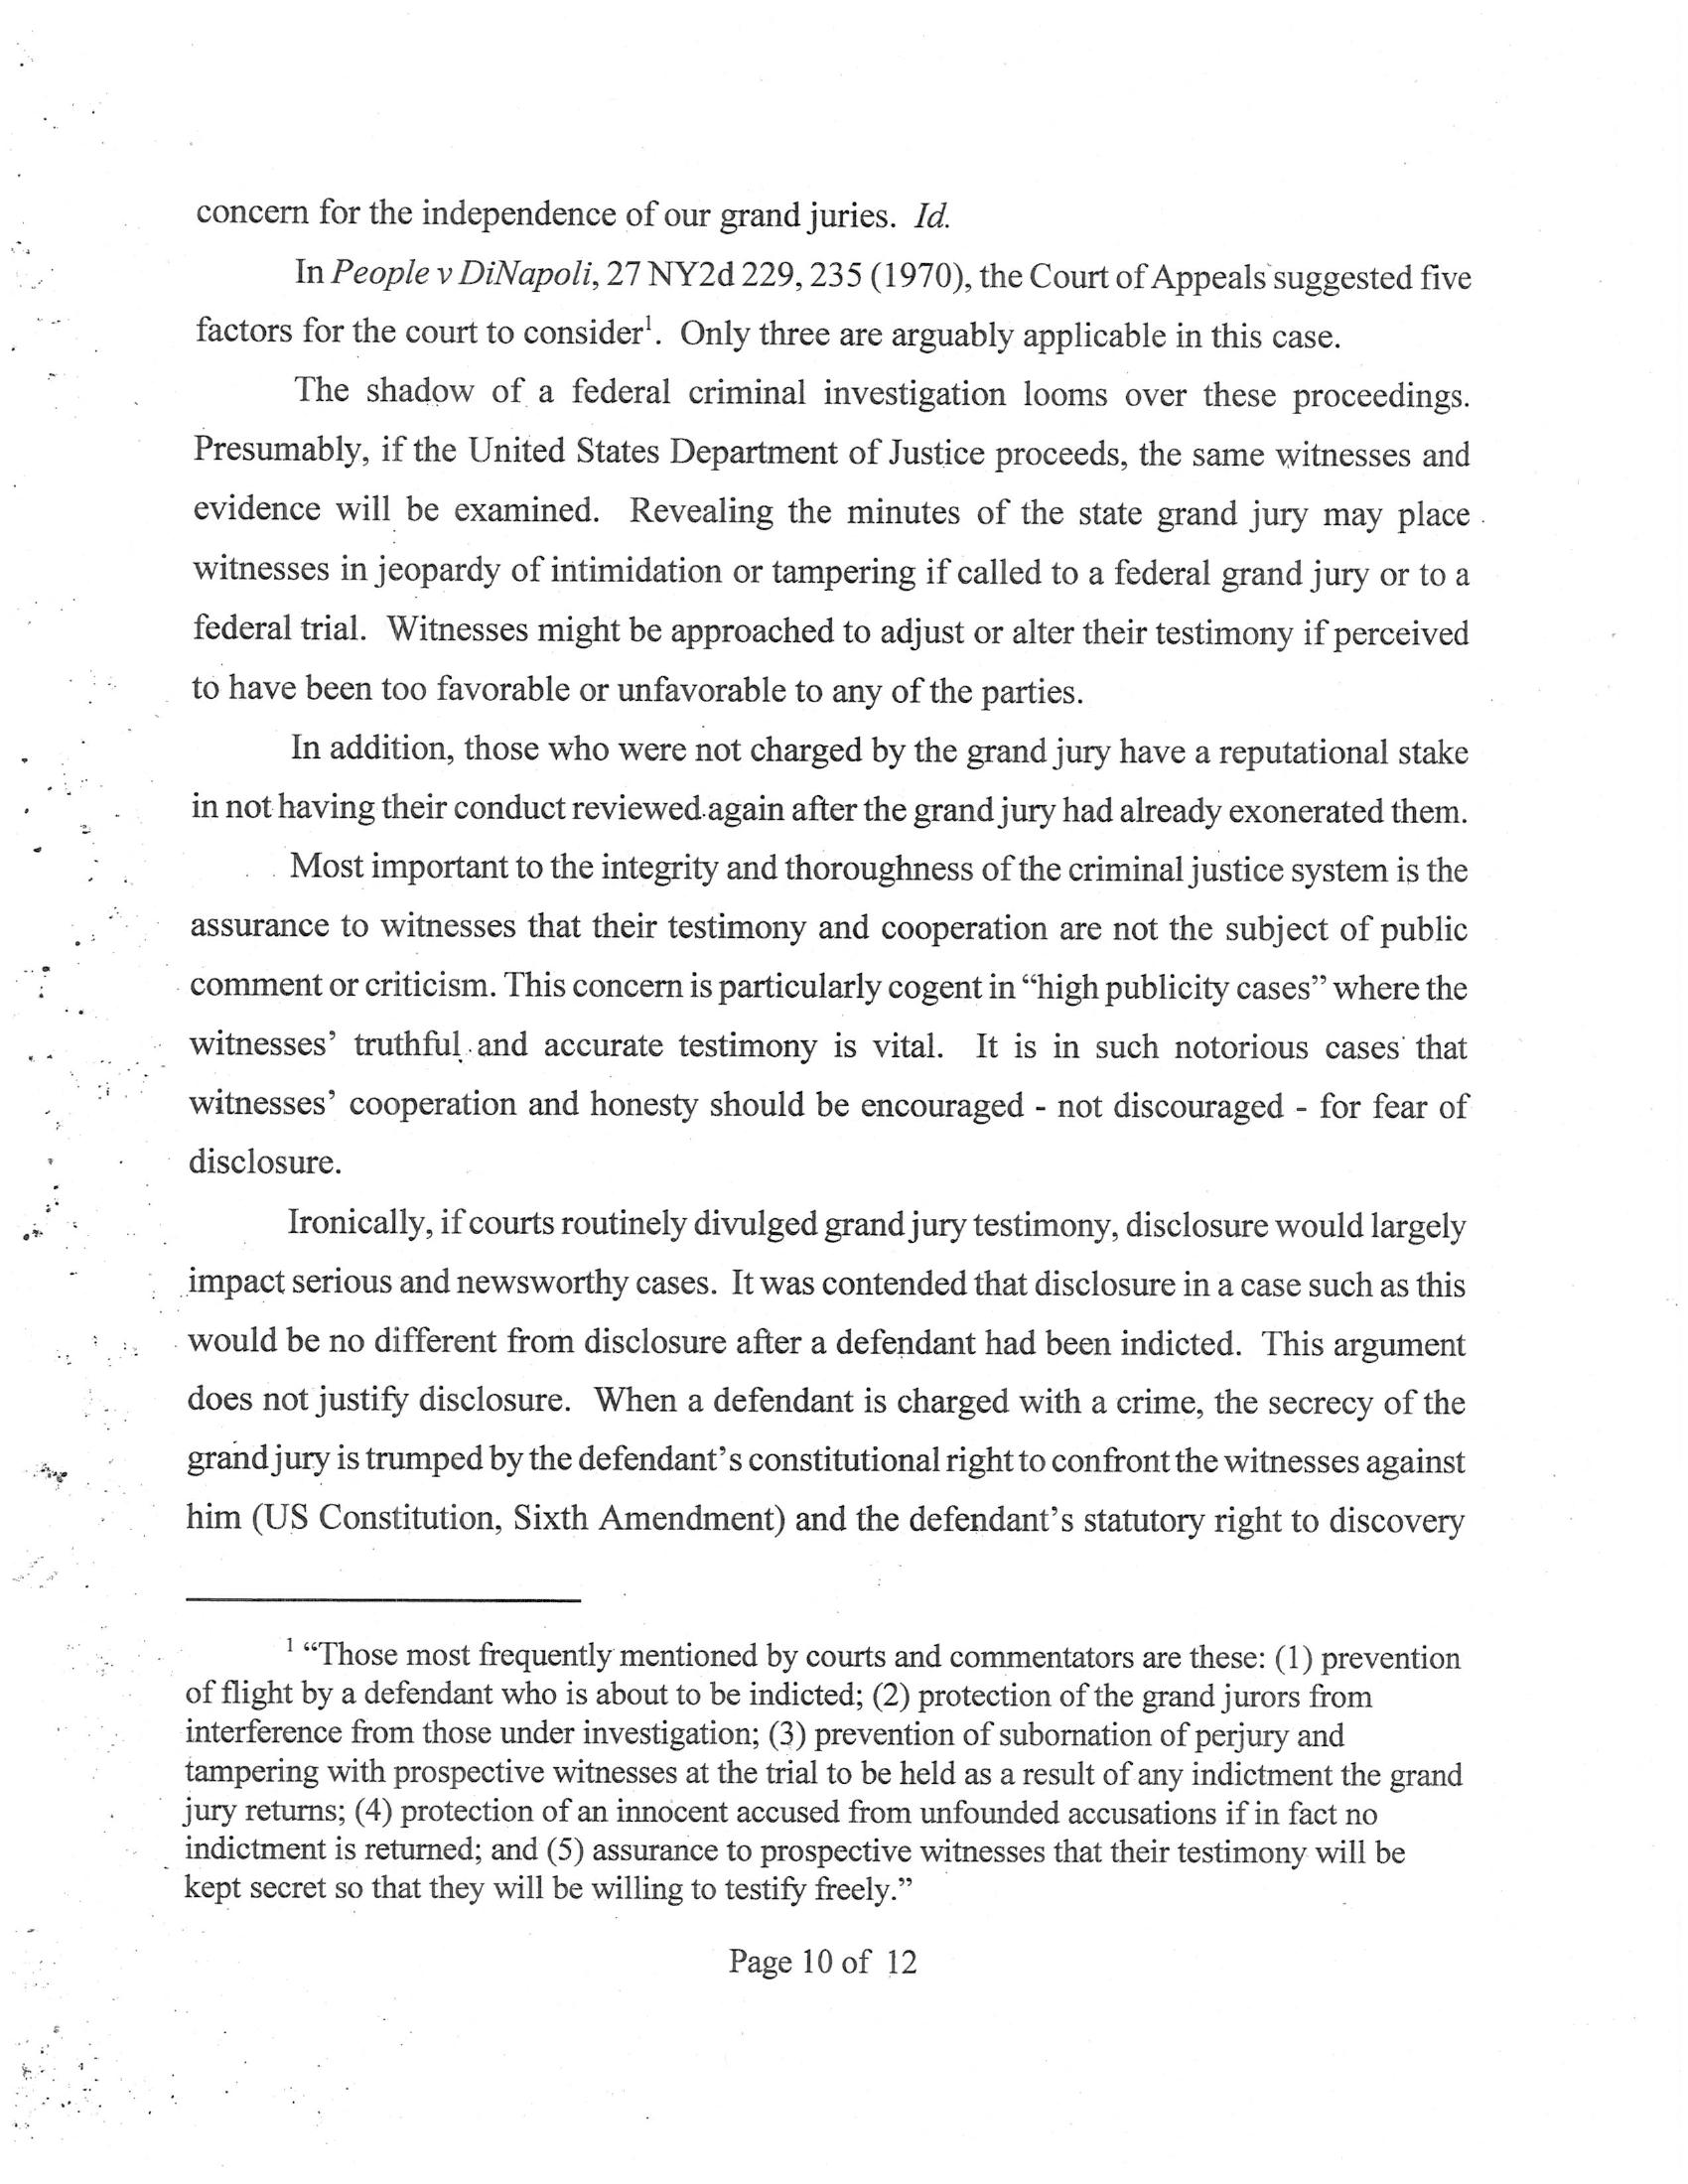 concern for the independence of our grand juries. Id.
In People v DiNapoli, 27 NY2d 229, 235 (1970), the Court of Appeals suggested five
factors for the court to consider¹. Only three are arguably applicable in this case.
The shadow of a federal criminal investigation looms over these proceedings.
Presumably, if the United States Department of Justice proceeds, the same witnesses and
evidence will be examined. Revealing the minutes of the state grand jury may place
witnesses in jeopardy of intimidation or tampering if called to a federal grand jury or to a
federal trial. Witnesses might be approached to adjust or alter their testimony if perceived
to have been too favorable or unfavorable to any of the parties.
In addition, those who were not charged by the grand jury have a reputational stake
in not having their conduct reviewed again after the grand jury had already exonerated them.
Most important to the integrity and thoroughness of the criminal justice system is the
assurance to witnesses that their testimony and cooperation are not the subject of public
comment or criticism. This concern is particularly cogent in “high publicity cases” where the
witnesses’ truthful and accurate testimony is vital. It is in such notorious cases that
witnesses’ cooperation and honesty should be encouraged - not discouraged - for fear of
disclosure.
Ironically, if courts routinely divulged grand jury testimony, disclosure would largely
impact serious and newsworthy cases. It was contended that disclosure in a case such as this
would be no different from disclosure after a defendant had been indicted. This argument
does not justify disclosure. When a defendant is charged with a crime, the secrecy of the
grand jury is trumped by the defendant’s constitutional right to confront the witnesses against
him (US Constitution, Sixth Amendment) and the defendant’s statutory right to discovery
¹ “Those most frequently mentioned by courts and commentators are these: (1) prevention
of flight by a defendant who is about to be indicted; (2) protection of the grand jurors from
interference from those under investigation; (3) prevention of subornation of perjury and
tampering with prospective witnesses at the trial to be held as a result of any indictment the grand
jury returns; (4) protection of an innocent accused from unfounded accusations if in fact no
indictment is returned; and (5) assurance to prospective witnesses that their testimony will be
kept secret so that they will be willing to testify freely.”
Page 10 of 12